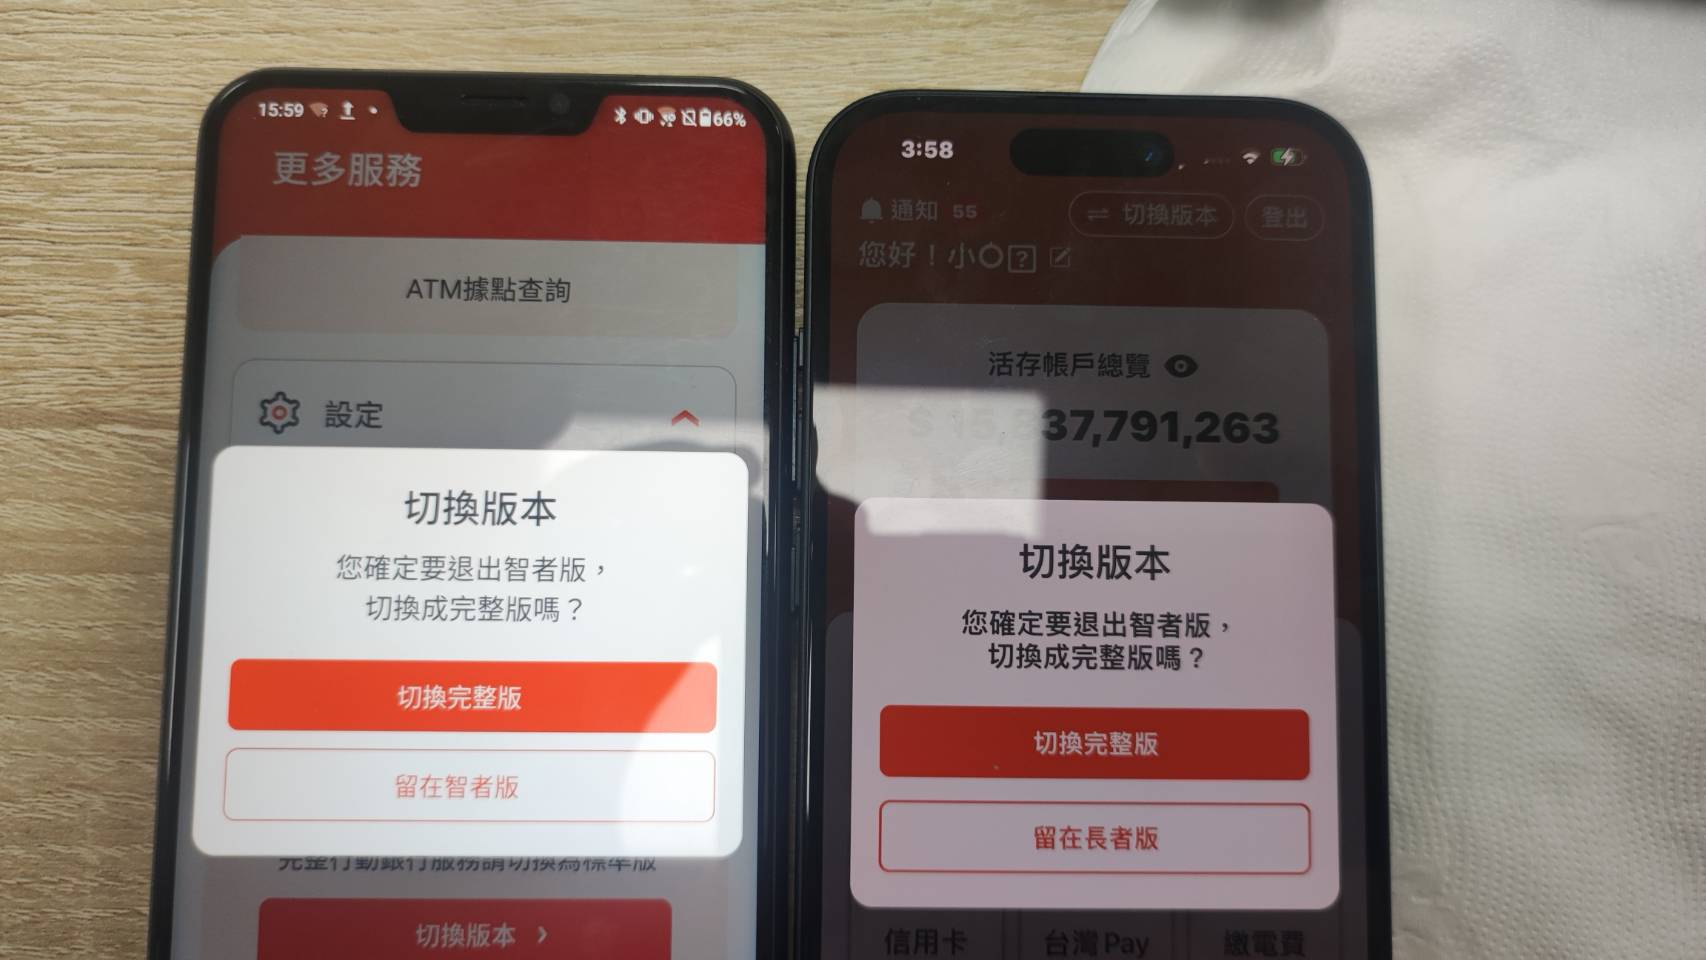 15:59
66%
更多服務
ATM據點查詢
設定
切換版本
您確定要退出智者版，
切換成完整版嗎？
切換完整版
留在智者版
完整行動銀行服務請切換為標準版
切換版本
3:58
通知 55
切換版本
登出
您好！小O
活存帳戶總覽
37,791,263
切換版本
您確定要退出智者版，
切換成完整版嗎？
切換完整版
留在長者版
信用卡
台灣Pay
繳電費